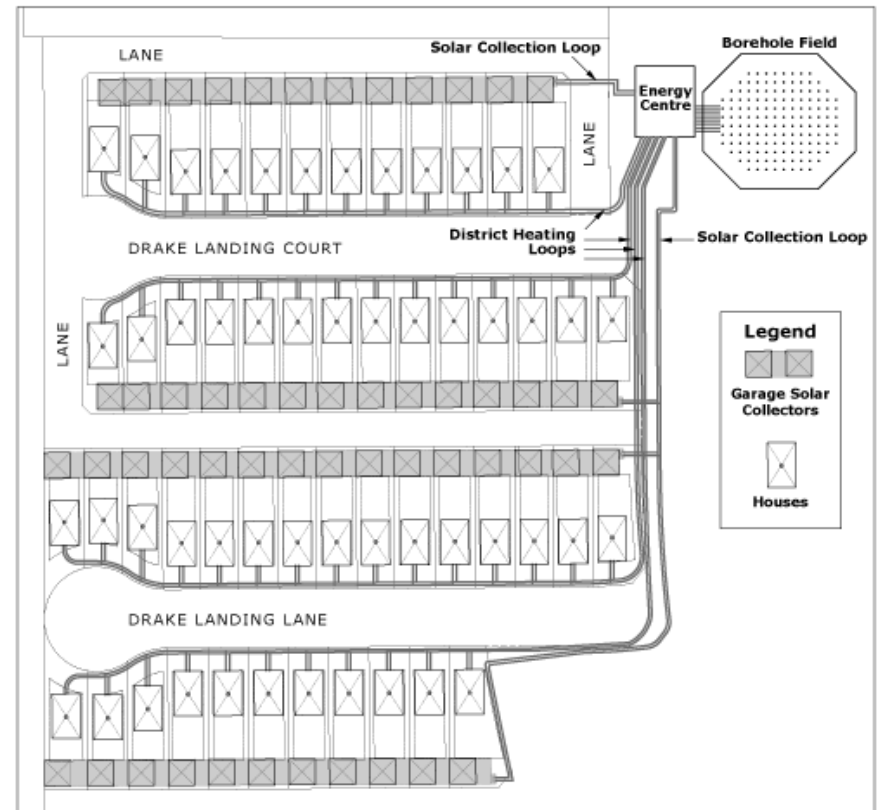 LANE
Solar Collection Loop
Borehole Field
Energy
Centre
LANE
District Heating
Loops
Solar Collection Loop
DRAKE LANDING COURT
LANE
Legend
Garage Solar
Collectors
Houses
DRAKE LANDING LANE